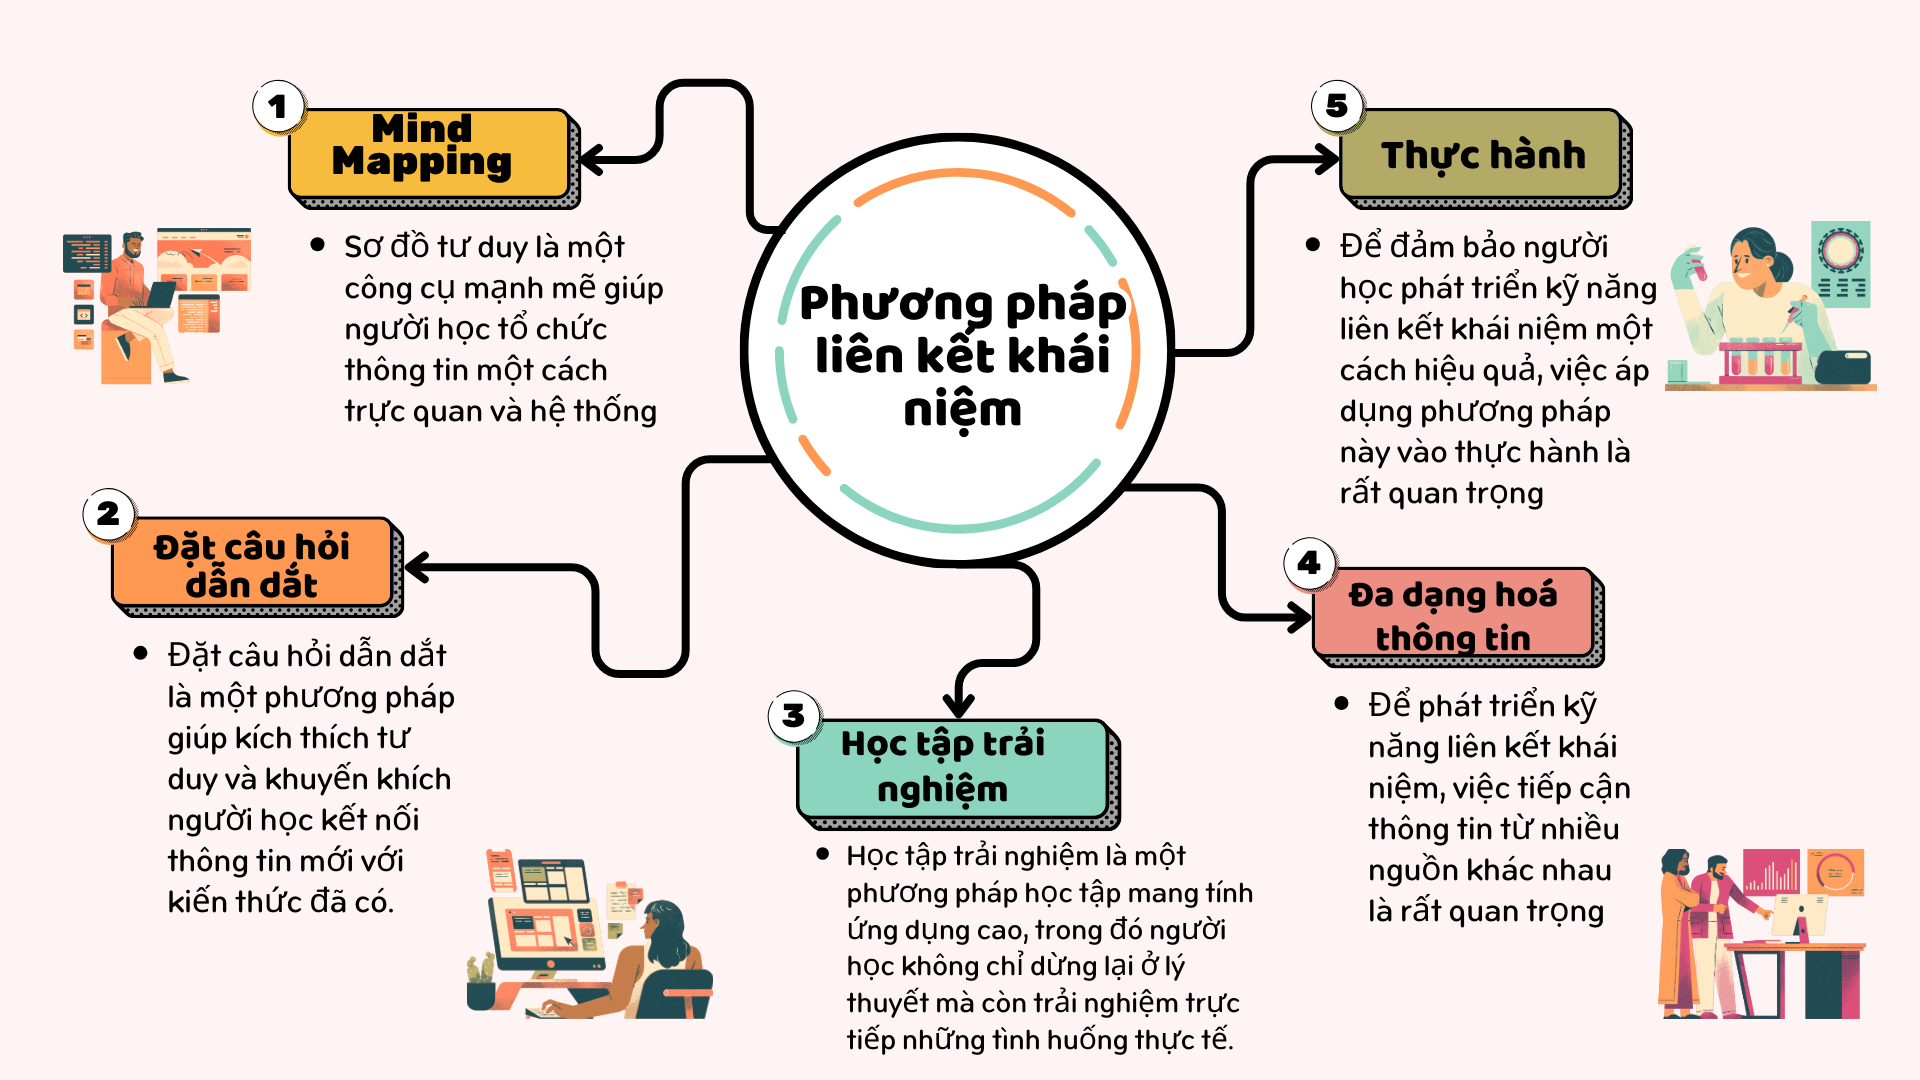 Phương pháp
liên kết khái
niệm
1
Mind
Mapping
Sơ đồ tư duy là một
công cụ mạnh mẽ giúp
người học tổ chức
thông tin một cách
trực quan và hệ thống
2
Đặt câu hỏi
dẫn dắt
Đặt câu hỏi dẫn dắt
là một phương pháp
giúp kích thích tư
duy và khuyến khích
người học kết nối
thông tin mới với
kiến thức đã có.
3
Học tập trải
nghiệm
Học tập trải nghiệm là một
phương pháp học tập mang tính
ứng dụng cao, trong đó người
học không chỉ dừng lại ở lý
thuyết mà còn trải nghiệm trực
tiếp những tình huống thực tế.
4
Đa dạng hoá
thông tin
Để phát triển kỹ
năng liên kết khái
niệm, việc tiếp cận
thông tin từ nhiều
nguồn khác nhau
là rất quan trọng
5
Thực hành
Để đảm bảo người
học phát triển kỹ năng
liên kết khái niệm một
cách hiệu quả, việc áp
dụng phương pháp
này vào thực hành là
rất quan trọng